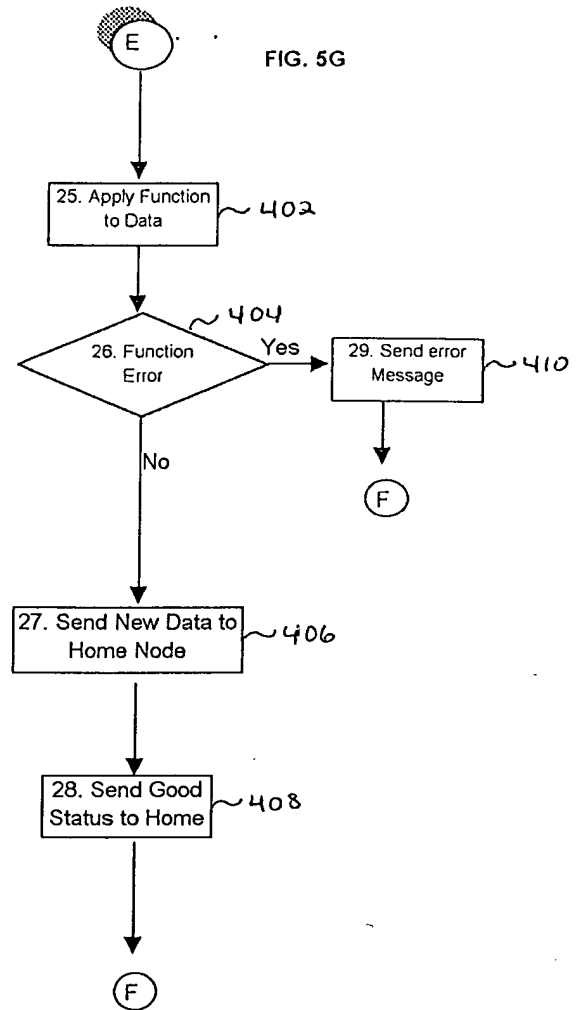 E
FIG. 5G
25. Apply Function
to Data
402
404
26. Function
Error
Yes
29. Send error
Message
410
No
F
27. Send New Data to
Home Node
406
28. Send Good
Status to Home
408
F